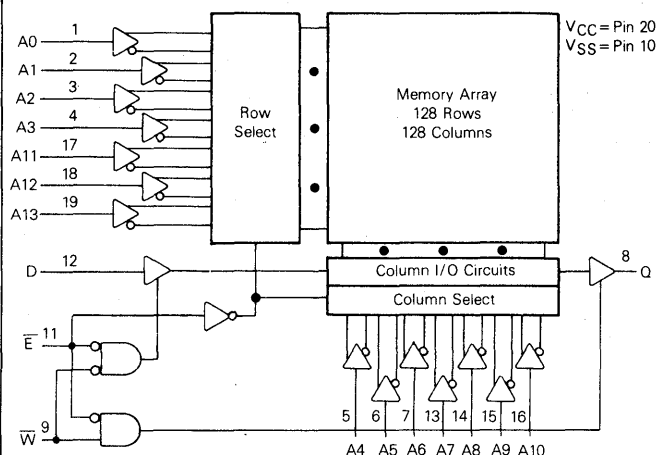 VCC = Pin 20
VSS = Pin 10
A0 1
A1 2
A2 3
A3 4
A11 17
A12 18
A13 19
Row
Select
Memory Array
128 Rows
128 Columns
D 12
Column I/O Circuits
Column Select
8 Q
E 11
W 9
5 6 7 13 14 15 16
A4 A5 A6 A7 A8 A9 A10